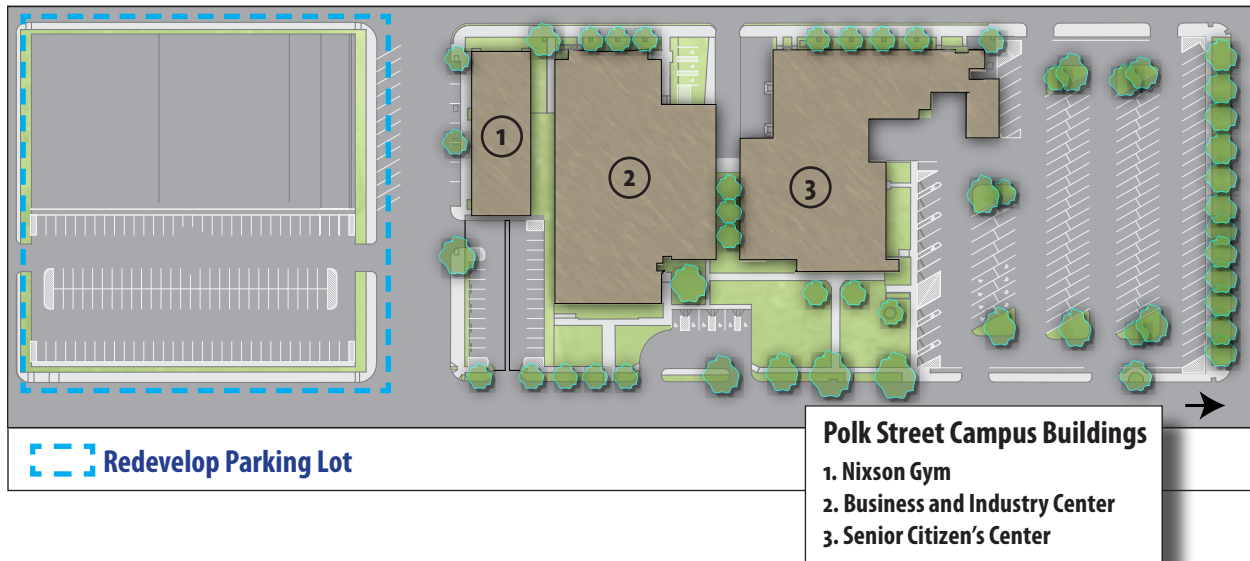 1
2
3
Redevelop Parking Lot
Polk Street Campus Buildings
1. Nixson Gym
2. Business and Industry Center
3. Senior Citizen's Center